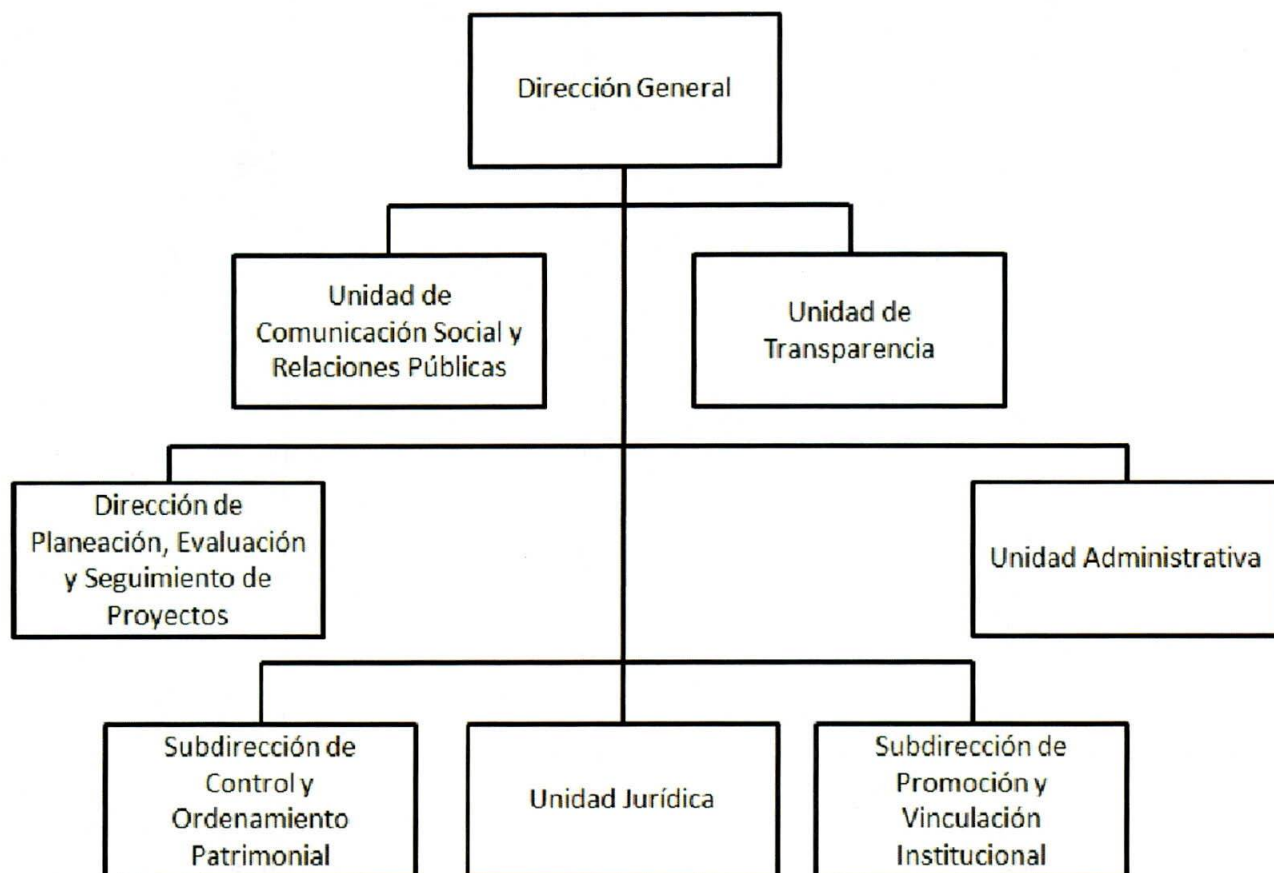 Dirección General
Unidad de
Comunicación Social y
Relaciones Públicas
Unidad de
Transparencia
Dirección de
Planeación, Evaluación
y Seguimiento de
Proyectos
Unidad Administrativa
Subdirección de
Control y
Ordenamiento
Patrimonial
Unidad Jurídica
Subdirección de
Promoción y
Vinculación
Institucional